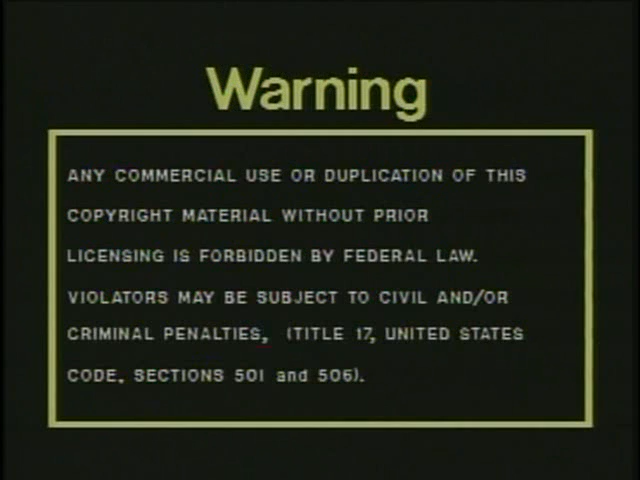 Warning
ANY COMMERCIAL USE OR DUPLICATION OF THIS
COPYRIGHT MATERIAL WITHOUT PRIOR
LICENSING IS FORBIDDEN BY FEDERAL LAW.
VIOLATORS MAY BE SUBJECT TO CIVIL AND/OR
CRIMINAL PENALTIES, (TITLE 17, UNITED STATES
CODE, SECTIONS 501 and 506).